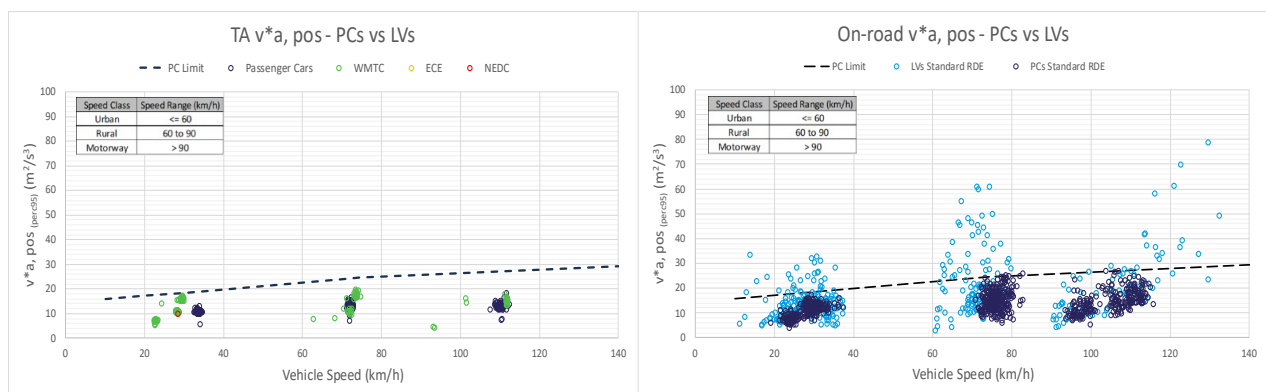 TA v*a, pos - PCs vs LVs
PC Limit Passenger Cars WMTC ECE NEDC
Speed Class Speed Range (km/h)
Urban <= 60
Rural 60 to 90
Motorway > 90
v*a, pos (perc95) (m²/s³)
100
90
80
70
60
50
40
30
20
10
0
0 20 40 60 80 100 120 140
Vehicle Speed (km/h)
On-road v*a, pos - PCs vs LVs
PC Limit LVs Standard RDE PCs Standard RDE
Speed Class Speed Range (km/h)
Urban <= 60
Rural 60 to 90
Motorway > 90
v*a, pos (perc95) (m²/s³)
100
90
80
70
60
50
40
30
20
10
0
0 20 40 60 80 100 120 140
Vehicle Speed (km/h)